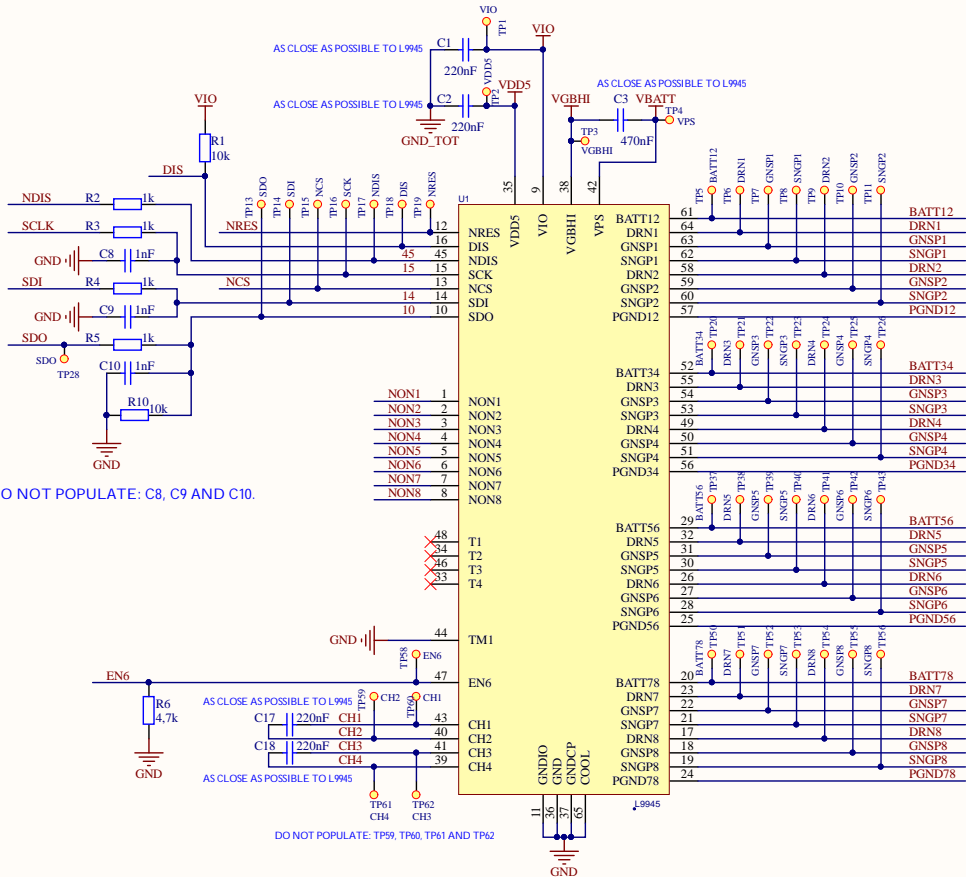 VIO
TP1
VIO
AS CLOSE AS POSSIBLE TO L9945
C1
220nF
VDD5
TP2
VDD5
AS CLOSE AS POSSIBLE TO L9945
C2
220nF
GND_TOT
AS CLOSE AS POSSIBLE TO L9945
VGBHI
C3
VBATT
470nF
TP4
VPS
TP3
VGBHI
VIO
R1
10k
DIS
NDIS
R2
1k
SCLK
R3
1k
GND
C8
1nF
SDI
R4
1k
GND
C9
1nF
SDO
R5
1k
SDO
TP28
C10
1nF
R10
10k
GND
O NOT POPULATE: C8, C9 AND C10.
TP13 SDO
TP14 SDI
TP15 NCS
TP16 SCK
TP17 NDIS
TP18 DIS
TP19 NRES
NRES
45
15
NCS
14
10
35
9
38
42
U1
VDD5
VIO
VGBHI
VPS
12 NRES
16 DIS
45 NDIS
15 SCK
13 NCS
14 SDI
10 SDO
NON1 1 NON1
NON2 2 NON2
NON3 3 NON3
NON4 4 NON4
NON5 5 NON5
NON6 6 NON6
NON7 7 NON7
NON8 8 NON8
48 T1
34 T2
46 T3
33 T4
GND 44 TM1
TP58 EN6
EN6 47 EN6
R6
4,7k
GND
AS CLOSE AS POSSIBLE TO L9945
TP59 CH2
TP60 CH1
C17 220nF
CH1 43 CH1
CH2 40 CH2
C18 220nF
CH3 41 CH3
CH4 39 CH4
AS CLOSE AS POSSIBLE TO L9945
TP61
CH4
TP62
CH3
DO NOT POPULATE: TP59, TP60, TP61 AND TP62
GNDIO
GND
GNDCP
COOL
11
36
37
65
GND
L9945
TP5 BATT12
TP6 DRN1
TP7 GNSP1
TP8 SNGP1
TP9 DRN2
TP10 GNSP2
TP11 SNGP2
BATT12 61 BATT12
DRN1 64 DRN1
GNSP1 63 GNSP1
SNGP1 62 SNGP1
DRN2 58 DRN2
GNSP2 59 GNSP2
SNGP2 60 SNGP2
PGND12 57 PGND12
BATT34 TP20
DRN3 TP21
GNSP3 TP22
SNGP3 TP23
DRN4 TP24
GNSP4 TP25
SNGP4 TP26
BATT34 52 BATT34
DRN3 55 DRN3
GNSP3 54 GNSP3
SNGP3 53 SNGP3
DRN4 49 DRN4
GNSP4 50 GNSP4
SNGP4 51 SNGP4
PGND34 56 PGND34
BATT56 TP37
DRN5 TP38
GNSP5 TP39
SNGP5 TP40
DRN6 TP41
GNSP6 TP42
SNGP6 TP43
BATT56 29 BATT56
DRN5 32 DRN5
GNSP5 31 GNSP5
SNGP5 30 SNGP5
DRN6 26 DRN6
GNSP6 27 GNSP6
SNGP6 28 SNGP6
PGND56 25 PGND56
BATT78 TP50
DRN7 TP51
GNSP7 TP52
SNGP7 TP53
DRN8 TP54
GNSP8 TP55
SNGP8 TP56
BATT78 20 BATT78
DRN7 23 DRN7
GNSP7 22 GNSP7
SNGP7 21 SNGP7
DRN8 17 DRN8
GNSP8 18 GNSP8
SNGP8 19 SNGP8
PGND78 24 PGND78